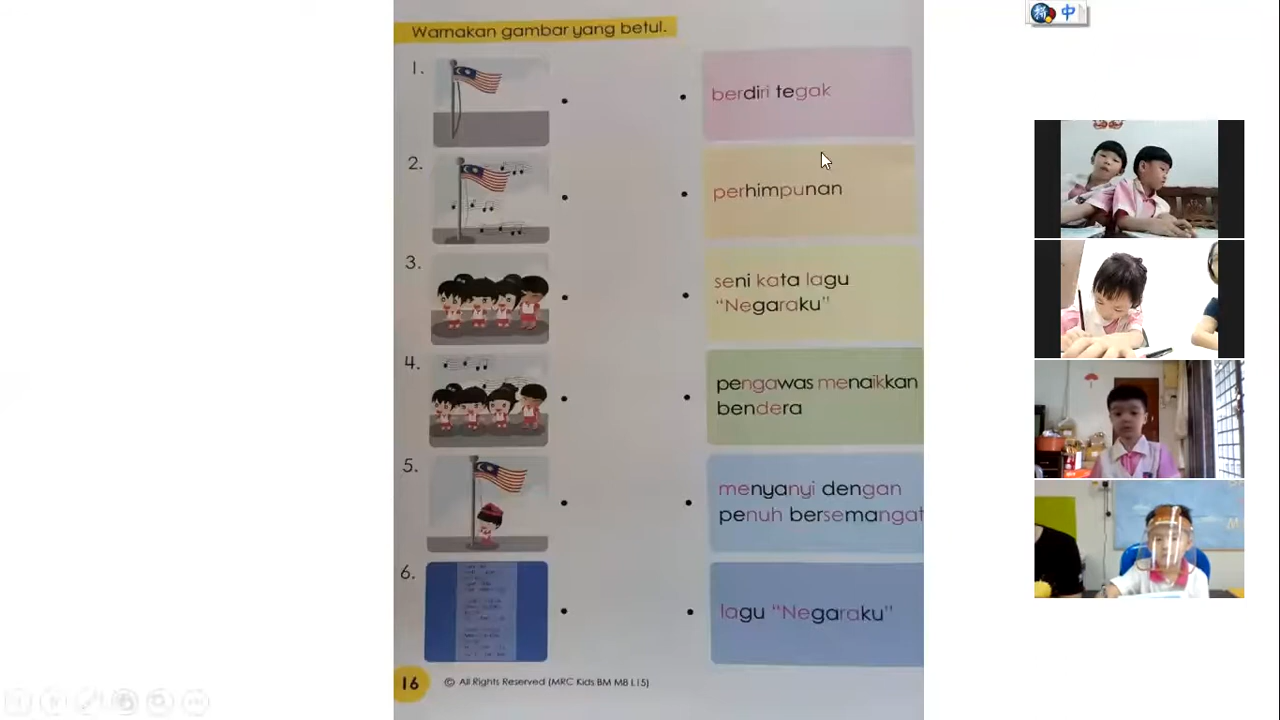 Warnakan gambar yang betul.
1.
berdiri tegak
2.
perhimpunan
3.
seni kata lagu
"Negaraku"
4.
pengawas menaikkan
bendera
5.
menyanyi dengan
penuh bersemangat
6.
lagu "Negaraku"
16
© All Rights Reserved (MRC Kids BM MB L15)
中